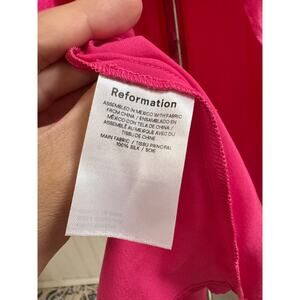 Reformation
ASSEMBLED IN MEXICO WITH FABRIC
FROM CHINA / ENSAMBLADO EN
MÉXICO CON TELA DE CHINA /
ASSEMBLÉ AU MEXIQUE AVEC DU
TISSU DE CHINE
MAIN FABRIC / TISSU PRINCIPAL
100% SILK / SOIE